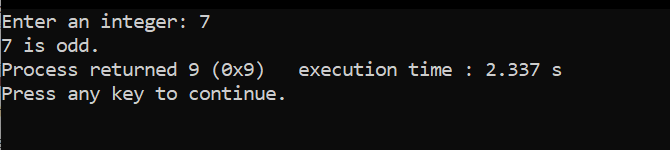 Enter an integer: 7
7 is odd.
Process returned 9 (0x9)   execution time : 2.337 s
Press any key to continue.